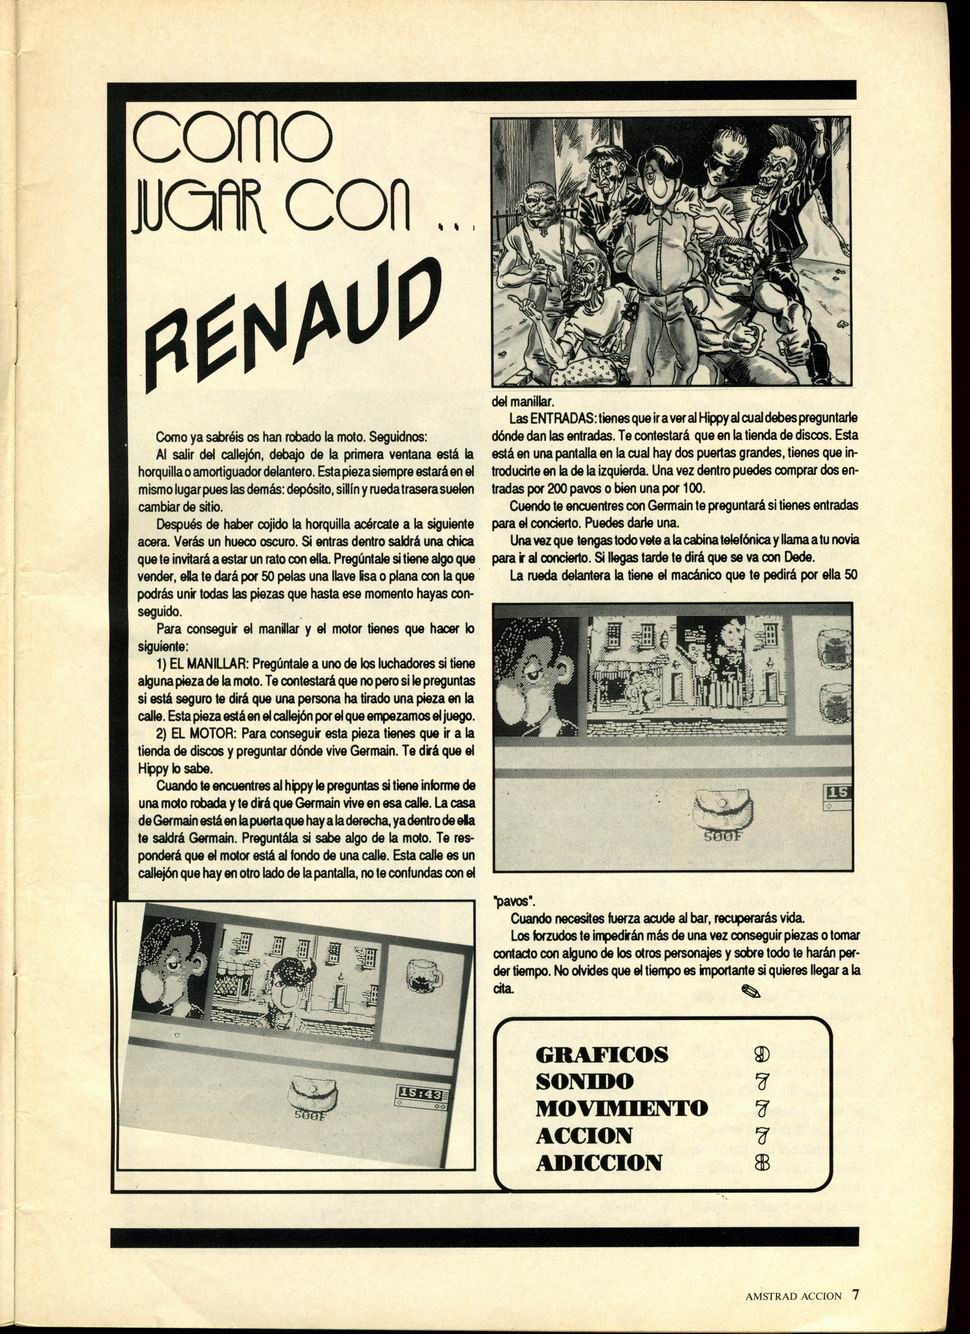 COMO
JUGAR CON ...
RENAUD
Como ya sabréis os han robado la moto. Seguidnos:
Al salir del callejón, debajo de la primera ventana está la
horquilla o amortiguador delantero. Esta pieza siempre estará en el
mismo lugar pues las demás: depósito, sillín y rueda trasera suelen
cambiar de sitio.
Después de haber cojido la horquilla acércate a la siguiente
acera. Verás un hueco oscuro. Si entras dentro saldrá una chica
que te invitará a estar un rato con ella. Pregúntale si tiene algo que
vender, ella te dará por 50 pelas una llave lisa o plana con la que
podrás unir todas las piezas que hasta ese momento hayas con-
seguido.
Para conseguir el manillar y el motor tienes que hacer lo
siguiente:
1) EL MANILLAR: Pregúntale a uno de los luchadores si tiene
alguna pieza de la moto. Te contestará que no pero si le preguntas
si está seguro te dirá que una persona ha tirado una pieza en la
calle. Esta pieza está en el callejón por el que empezamos el juego.
2) EL MOTOR: Para conseguir esta pieza tienes que ir a la
tienda de discos y preguntar dónde vive Germain. Te dirá que el
Hippy lo sabe.
Cuando te encuentres al hippy le preguntas si tiene informe de
una moto robada y te dirá que Germain vive en esa calle. La casa
de Germain está en la puerta que hay a la derecha, ya dentro de ella
te saldrá Germain. Preguntála si sabe algo de la moto. Te res-
ponderá que el motor está al fondo de una calle. Esta calle es un
callejón que hay en otro lado de la pantalla, no te confundas con el
15:43
500F
del manillar.
Las ENTRADAS: tienes que ir a ver al Hippy al cual debes preguntarle
dónde dan las entradas. Te contestará que en la tienda de discos. Esta
está en una pantalla en la cual hay dos puertas grandes, tienes que in-
troducirte en la de la izquierda. Una vez dentro puedes comprar dos en-
tradas por 200 pavos o bien una por 100.
Cuendo te encuentres con Germain te preguntará si tienes entradas
para el concierto. Puedes darle una.
Una vez que tengas todo vete a la cabina telefónica y llama a tu novia
para ir al concierto. Si llegas tarde te dirá que se va con Dede.
La rueda delantera la tiene el macánico que te pedirá por ella 50
15
500F
"pavos".
Cuando necesites fuerza acude al bar, recuperarás vida.
Los forzudos te impedirán más de una vez conseguir piezas o tomar
contacto con alguno de los otros personajes y sobre todo te harán per-
der tiempo. No olvides que el tiempo es importante si quieres llegar a la
cita.
GRAFICOS 9
SONIDO 7
MOVIMIENTO 7
ACCION 7
ADICCION 8
AMSTRAD ACCION 7